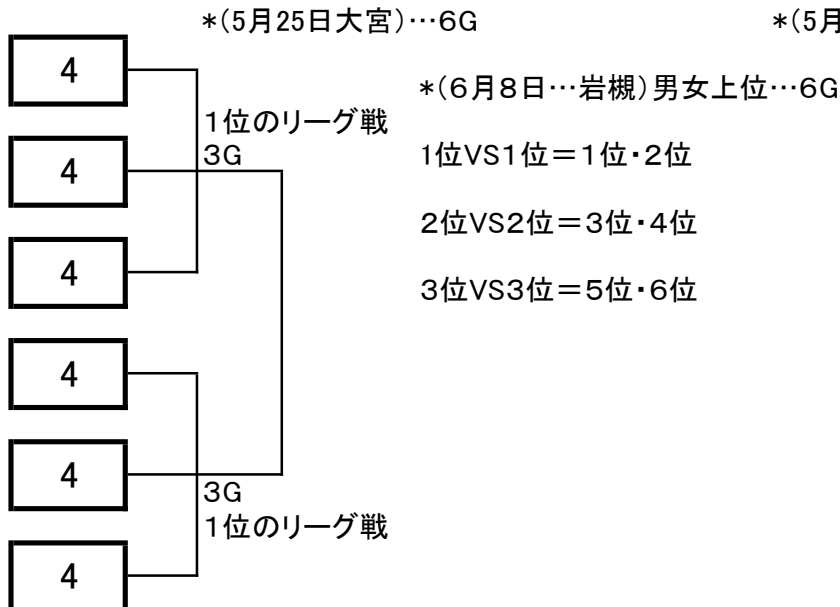 *(5月25日大宮)…6G
*(5月
4
*(６月８日…岩槻)男女上位…６G
１位のリーグ戦
4
３G
1位VS１位＝１位・２位
２位VS２位＝３位・４位
4
３位VS３位＝５位・６位
4
4
３G
１位のリーグ戦
4